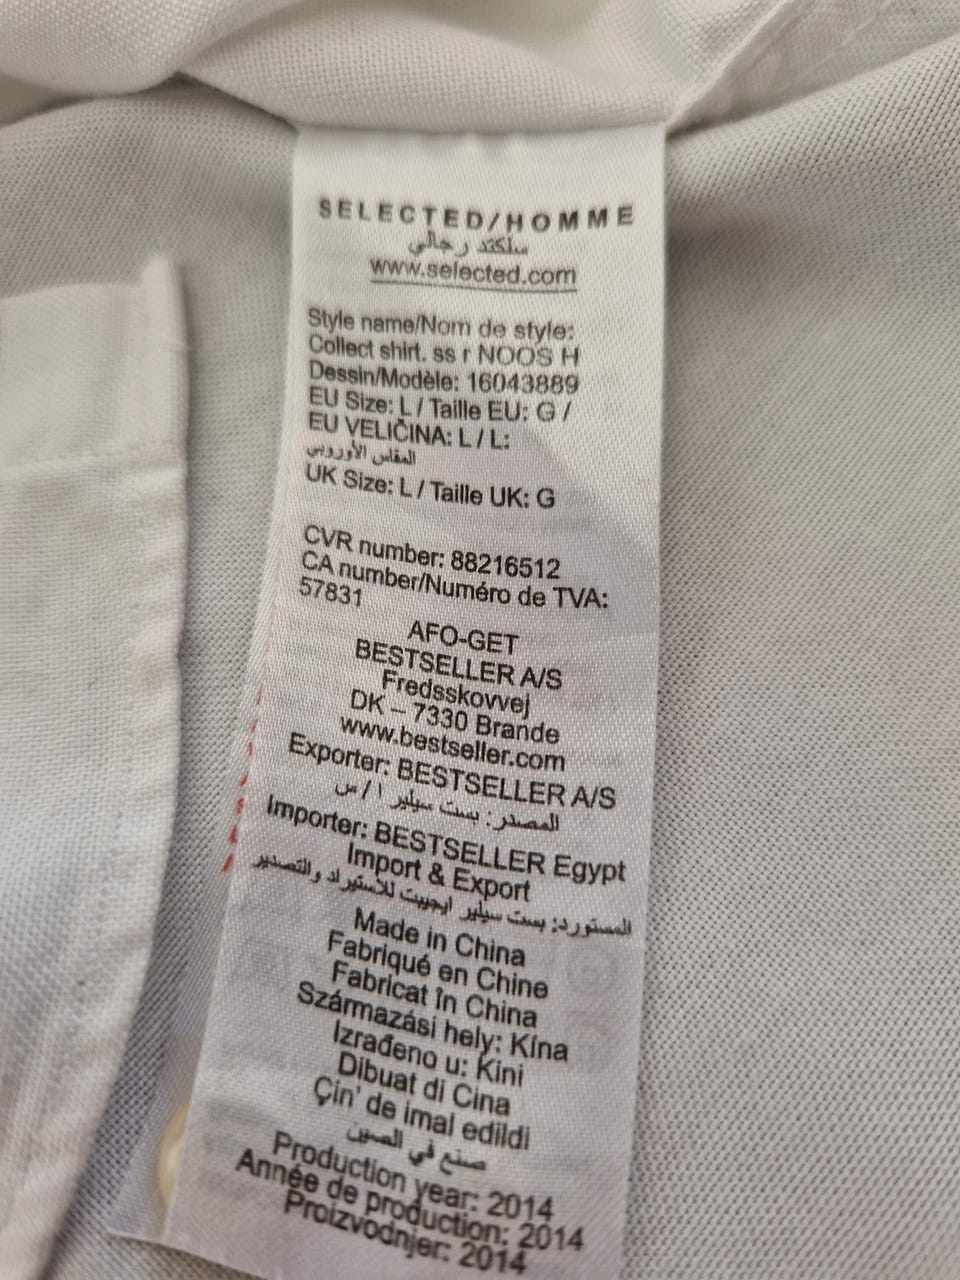 SELECTED/HOMME
سلكتد رجالي
www.selected.com
Style name/Nom de style:
Collect shirt. ss r NOOS H
Dessin/Modèle: 16043889
EU Size: L / Taille EU: G /
EU VELIČINA: L / L:
المقاس الأوروبي
UK Size: L / Taille UK: G
CVR number: 88216512
CA number/Numéro de TVA:
57831
AFO-GET
BESTSELLER A/S
Fredsskovvej
DK – 7330 Brande
www.bestseller.com
Exporter: BESTSELLER A/S
المصدر: بست سيلير ا/س
Importer: BESTSELLER Egypt
Import & Export
المستورد: بست سيلير ايجيبت للاستيراد والتصدير
Made in China
Fabriqué en Chine
Fabricat în China
Származási hely: Kína
Izrađeno u: Kini
Dibuat di Cina
Çin' de imal edildi
صنع في الصين
Production year: 2014
Année de production: 2014
Proizvodnjer: 2014